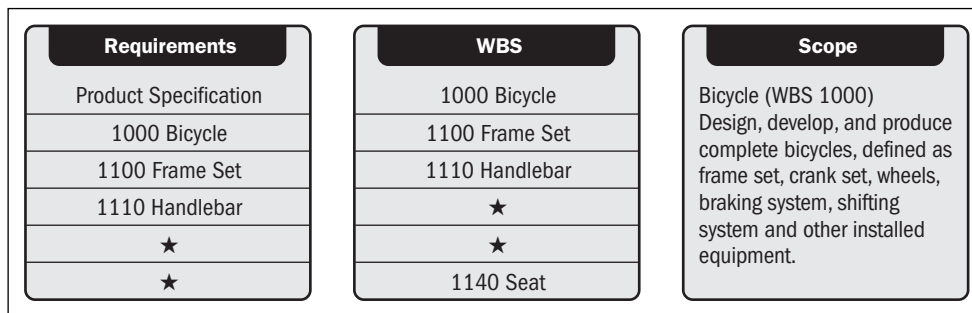 Requirements
Product Specification
1000 Bicycle
1100 Frame Set
1110 Handlebar
★
★
WBS
1000 Bicycle
1100 Frame Set
1110 Handlebar
★
★
1140 Seat
Scope
Bicycle (WBS 1000)
Design, develop, and produce
complete bicycles, defined as
frame set, crank set, wheels,
braking system, shifting
system and other installed
equipment.